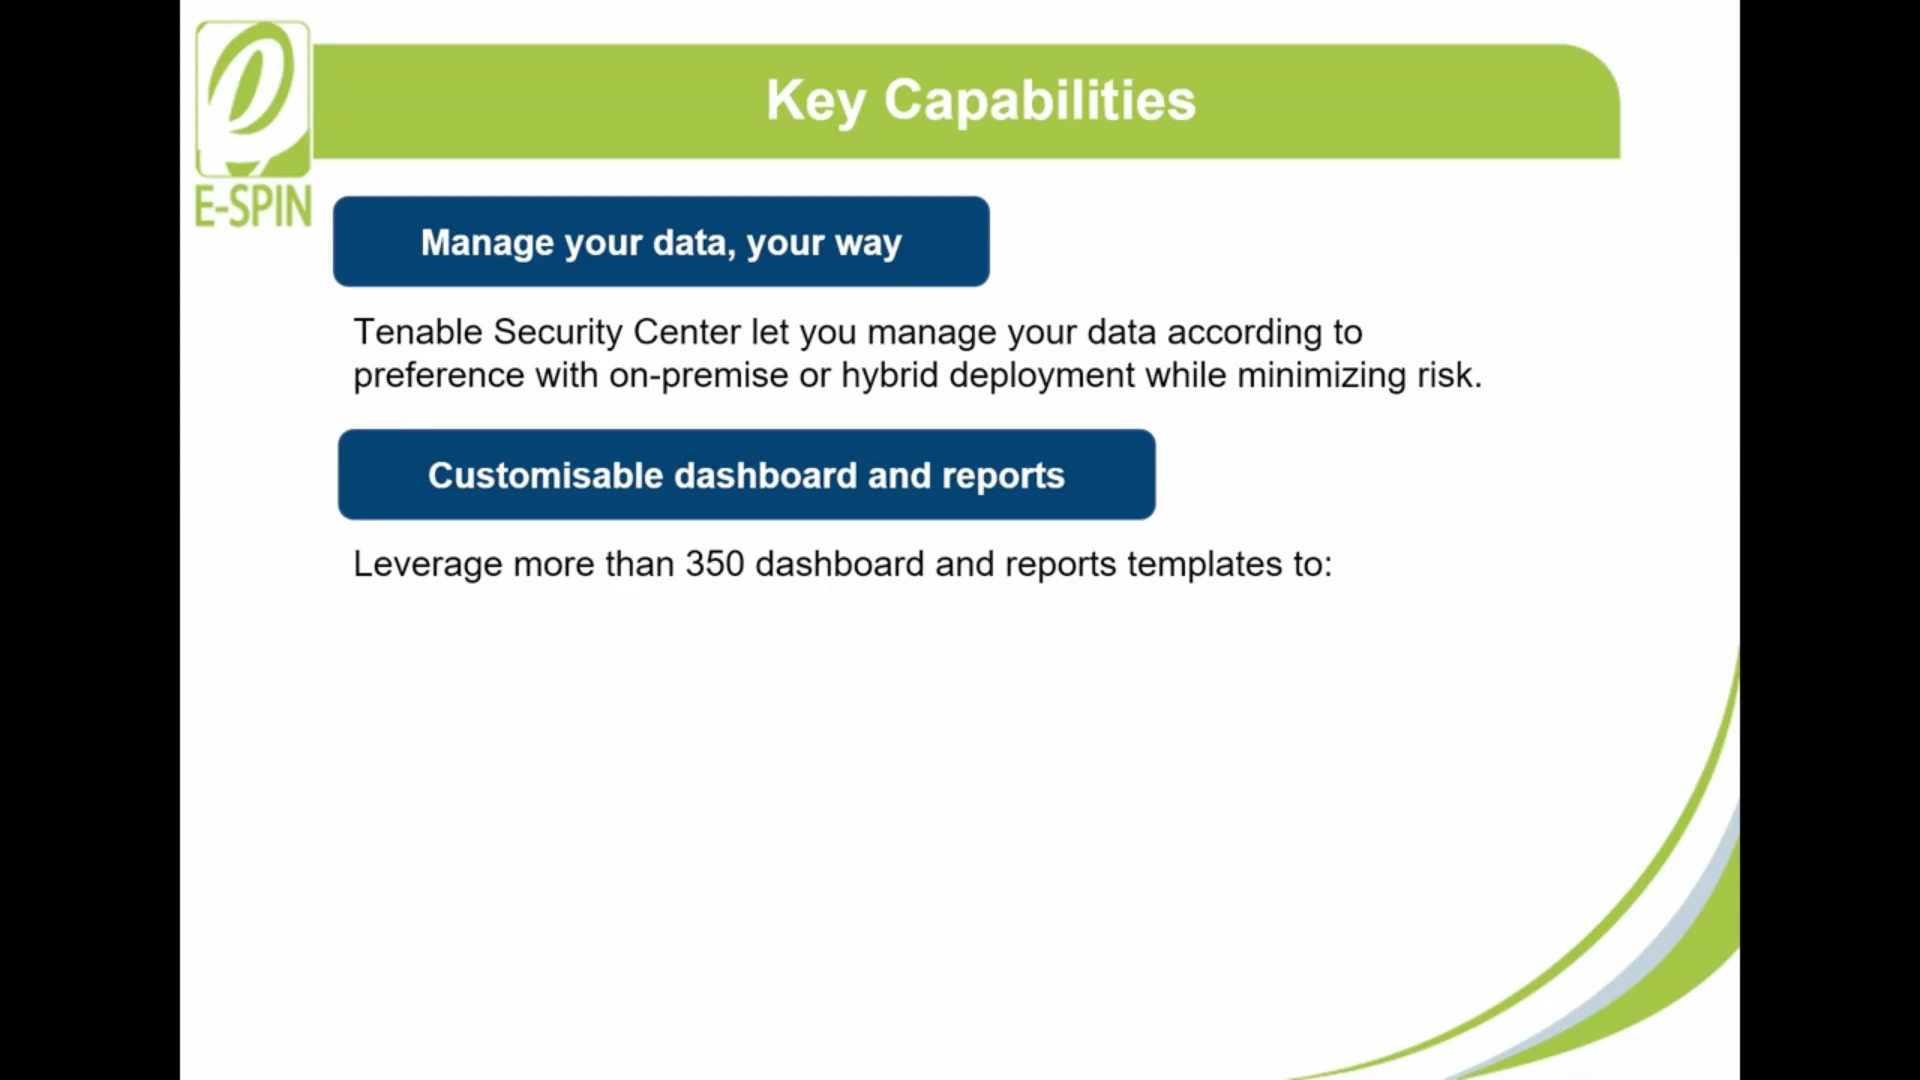 Key Capabilities
E-SPIN
Manage your data, your way
Tenable Security Center let you manage your data according to
preference with on-premise or hybrid deployment while minimizing risk.
Customisable dashboard and reports
Leverage more than 350 dashboard and reports templates to: